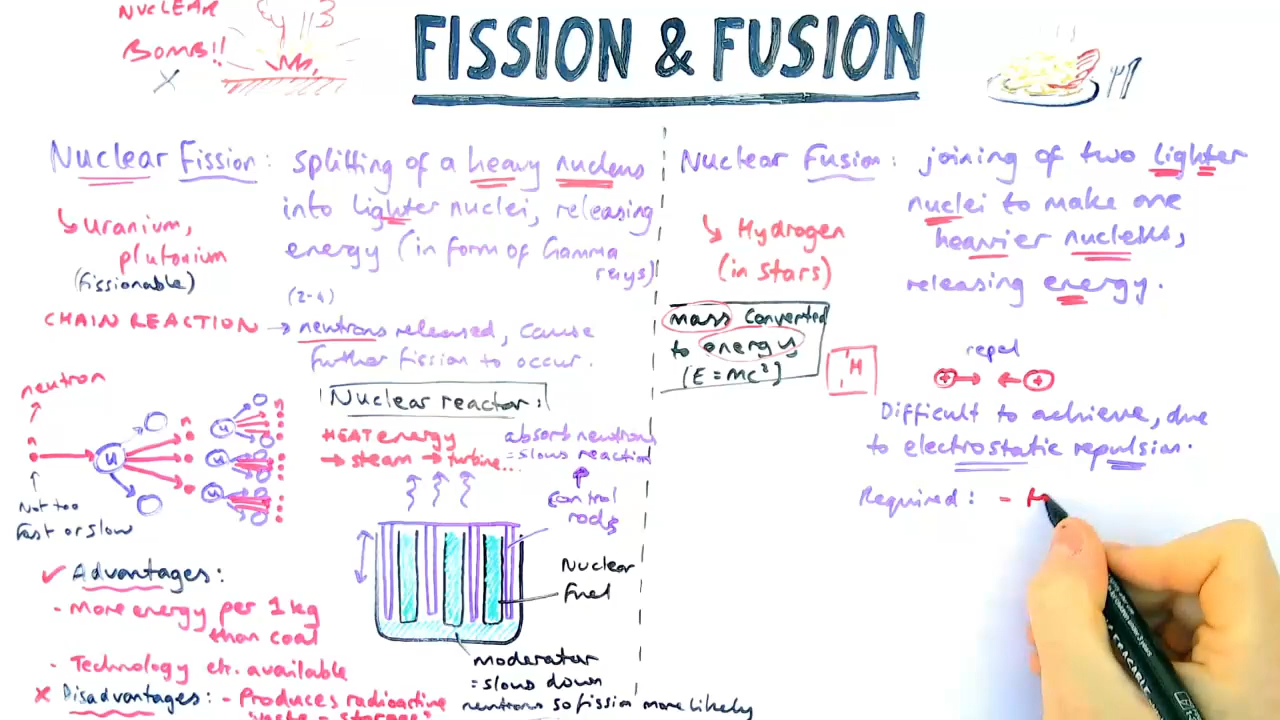 NUCLEAR
BOMB!!
FISSION & FUSION
Nuclear Fission: splitting of a heavy nucleus
into lighter nuclei, releasing
energy (in form of Gamma
rays)
↳ Uranium,
plutonium
(fissionable)
CHAIN REACTION → neutrons released, cause
(2-4)
further fission to occur.
neutron
n
u
n
u
u
u
n
Not too
fast or slow
Nuclear reactor:
HEAT energy
→ steam → turbine...
absorb neutrons
= slows reaction
control
rods
Nuclear
fuel
moderator
= slows down
neutrons so fission more likely
✓ Advantages:
- More energy per 1kg
than coal
- Technology etc. available
✗ Disadvantages: - Produces radioactive
waste - storage?
Nuclear Fusion: joining of two lighter
nuclei to make one
heavier nucleus,
releasing energy.
↳ Hydrogen
(in stars)
mass converted
to energy
(E = mc²)
H
repel
+ → ← +
Difficult to achieve, due
to electrostatic repulsion.
Required: -